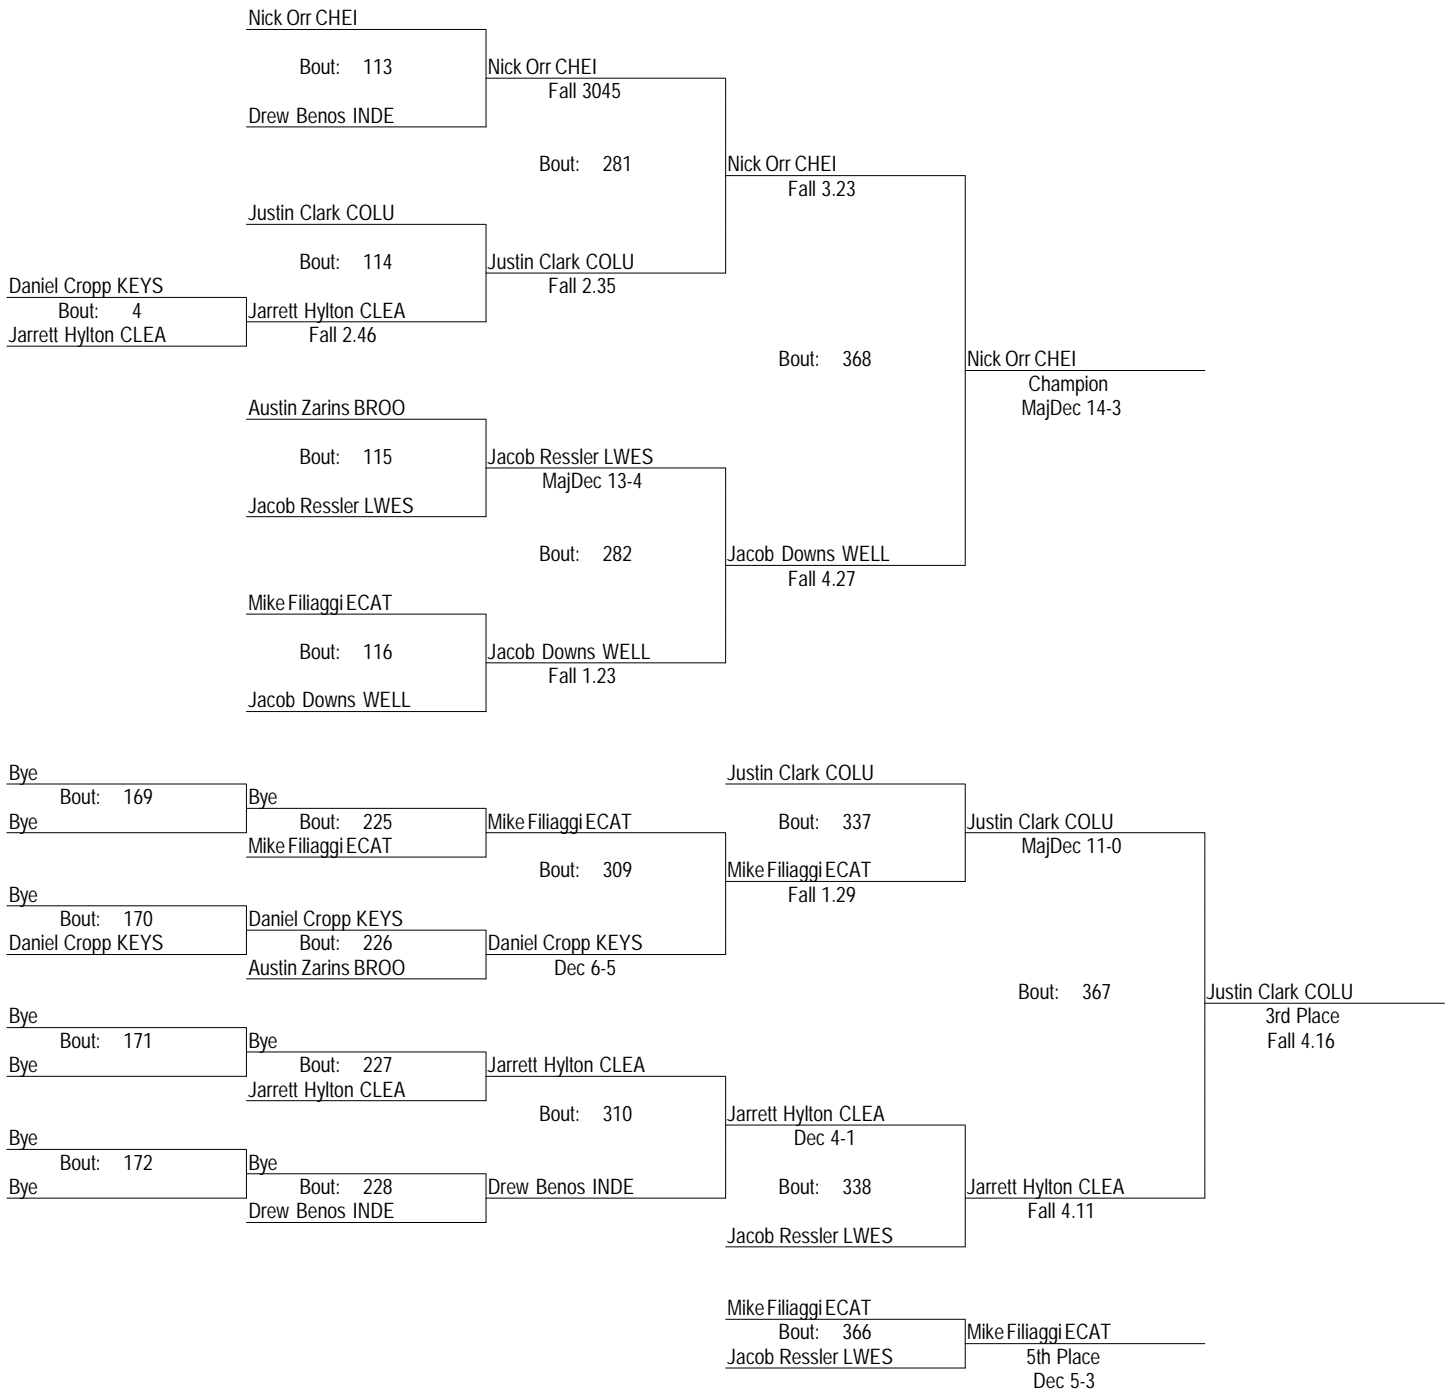 Nick Orr CHEI
Bout: 113
Nick Orr CHEI
Fall 3045
Drew Benos INDE
Bout: 281
Nick Orr CHEI
Fall 3.23
Justin Clark COLU
Bout: 114
Justin Clark COLU
Fall 2.35
Daniel Cropp KEYS
Bout: 4
Jarrett Hylton CLEA
Jarrett Hylton CLEA
Fall 2.46
Bout: 368
Nick Orr CHEI
Champion
MajDec 14-3
Austin Zarins BROO
Bout: 115
Jacob Ressler LWES
MajDec 13-4
Jacob Ressler LWES
Bout: 282
Jacob Downs WELL
Fall 4.27
Mike Filiaggi ECAT
Bout: 116
Jacob Downs WELL
Fall 1.23
Jacob Downs WELL
Bye
Bout: 169
Bye
Bye
Bout: 225
Mike Filiaggi ECAT
Mike Filiaggi ECAT
Justin Clark COLU
Bout: 337
Justin Clark COLU
MajDec 11-0
Bout: 309
Mike Filiaggi ECAT
Fall 1.29
Bye
Bout: 170
Daniel Cropp KEYS
Daniel Cropp KEYS
Bout: 226
Austin Zarins BROO
Daniel Cropp KEYS
Dec 6-5
Bout: 367
Justin Clark COLU
3rd Place
Fall 4.16
Bye
Bout: 171
Bye
Bye
Bout: 227
Jarrett Hylton CLEA
Jarrett Hylton CLEA
Bout: 310
Jarrett Hylton CLEA
Dec 4-1
Bye
Bout: 172
Bye
Bye
Bout: 228
Drew Benos INDE
Drew Benos INDE
Bout: 338
Jarrett Hylton CLEA
Fall 4.11
Jacob Ressler LWES
Mike Filiaggi ECAT
Bout: 366
Jacob Ressler LWES
Mike Filiaggi ECAT
5th Place
Dec 5-3